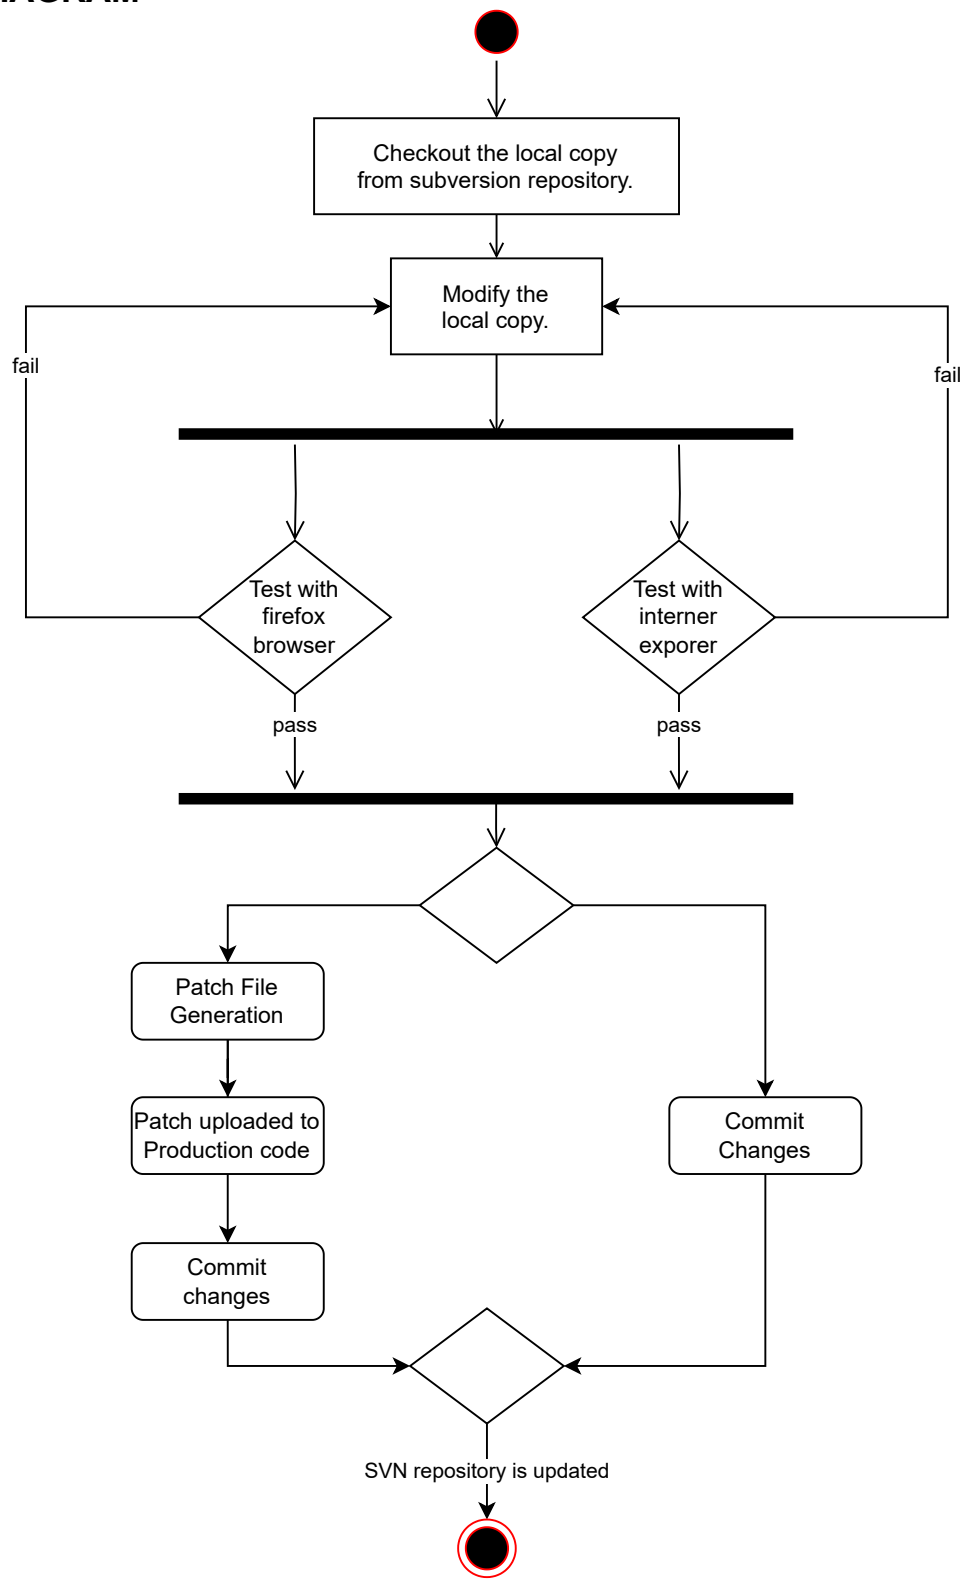 Checkout the local copy
from subversion repository.
Modify the
local copy.
fail
fail
Test with
firefox
browser
Test with
interner
exporer
pass
pass
Patch File
Generation
Patch uploaded to
Production code
Commit
Changes
Commit
changes
SVN repository is updated